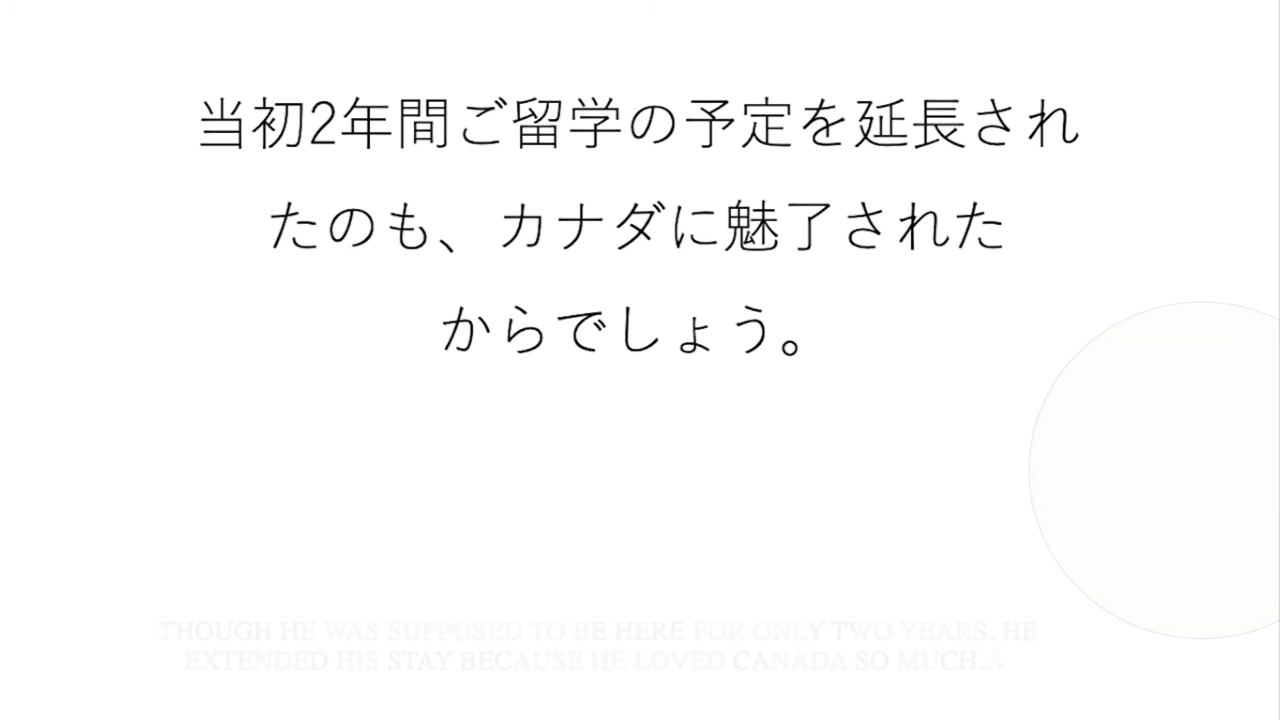 当初2年間ご留学の予定を延長され
たのも、カナダに魅了された
からでしょう。
THOUGH HE WAS SUPPOSED TO BE HERE FOR ONLY TWO YEARS, HE
EXTENDED HIS STAY BECAUSE HE LOVED CANADA SO MUCH.